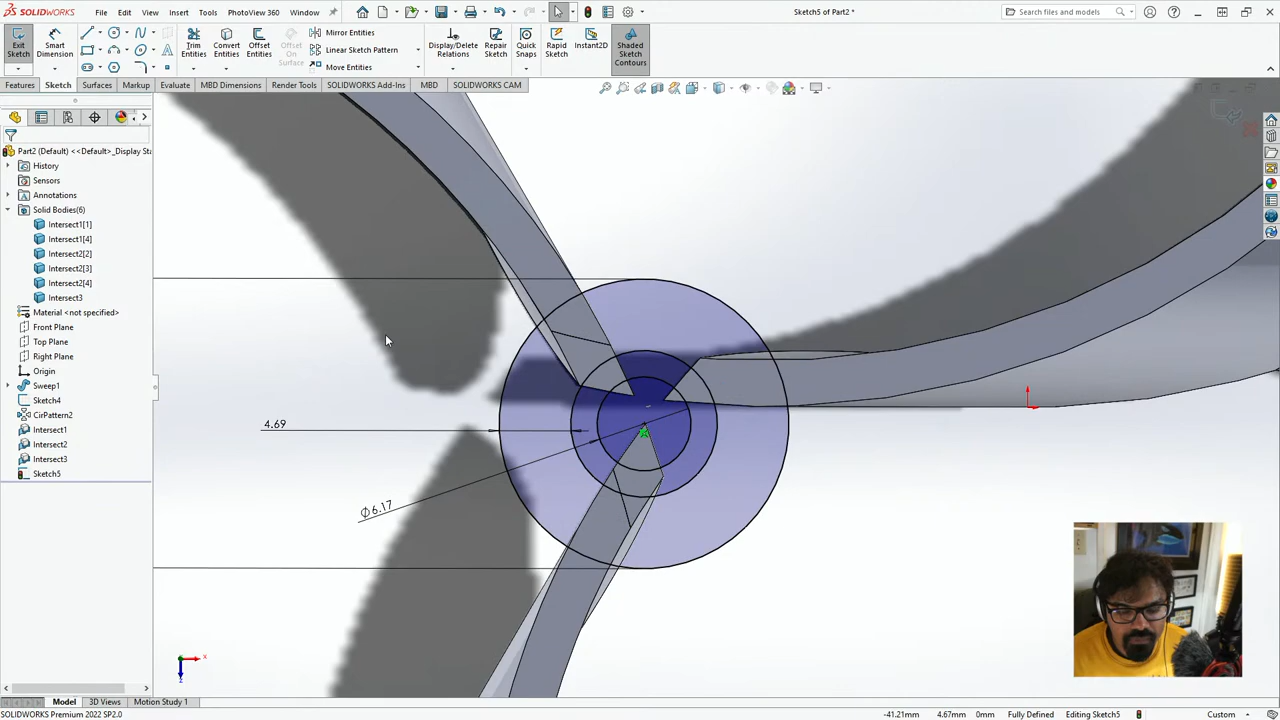 SOLIDWORKS
File
Edit
View
Insert
Tools
PhotoView 360
Window
Sketch5 of Part2 *
Search files and models
Exit Sketch
Smart Dimension
Trim Entities
Convert Entities
Offset Entities
Offset On Surface
Mirror Entities
Linear Sketch Pattern
Move Entities
Display/Delete Relations
Repair Sketch
Quick Snaps
Rapid Sketch
Instant2D
Shaded Sketch Contours
Features
Sketch
Surfaces
Markup
Evaluate
MBD Dimensions
Render Tools
SOLIDWORKS Add-Ins
MBD
SOLIDWORKS CAM
Part2 (Default) <<Default>_Display Sta
History
Sensors
Annotations
Solid Bodies(6)
Intersect1[1]
Intersect1[4]
Intersect2[2]
Intersect2[3]
Intersect2[4]
Intersect3
Material <not specified>
Front Plane
Top Plane
Right Plane
Origin
Sweep1
Sketch4
CirPattern2
Intersect1
Intersect2
Intersect3
Sketch5
4.69
Ø6.17
Model
3D Views
Motion Study 1
SOLIDWORKS Premium 2022 SP2.0
-41.21mm
4.67mm
0mm
Fully Defined
Editing Sketch5
Custom